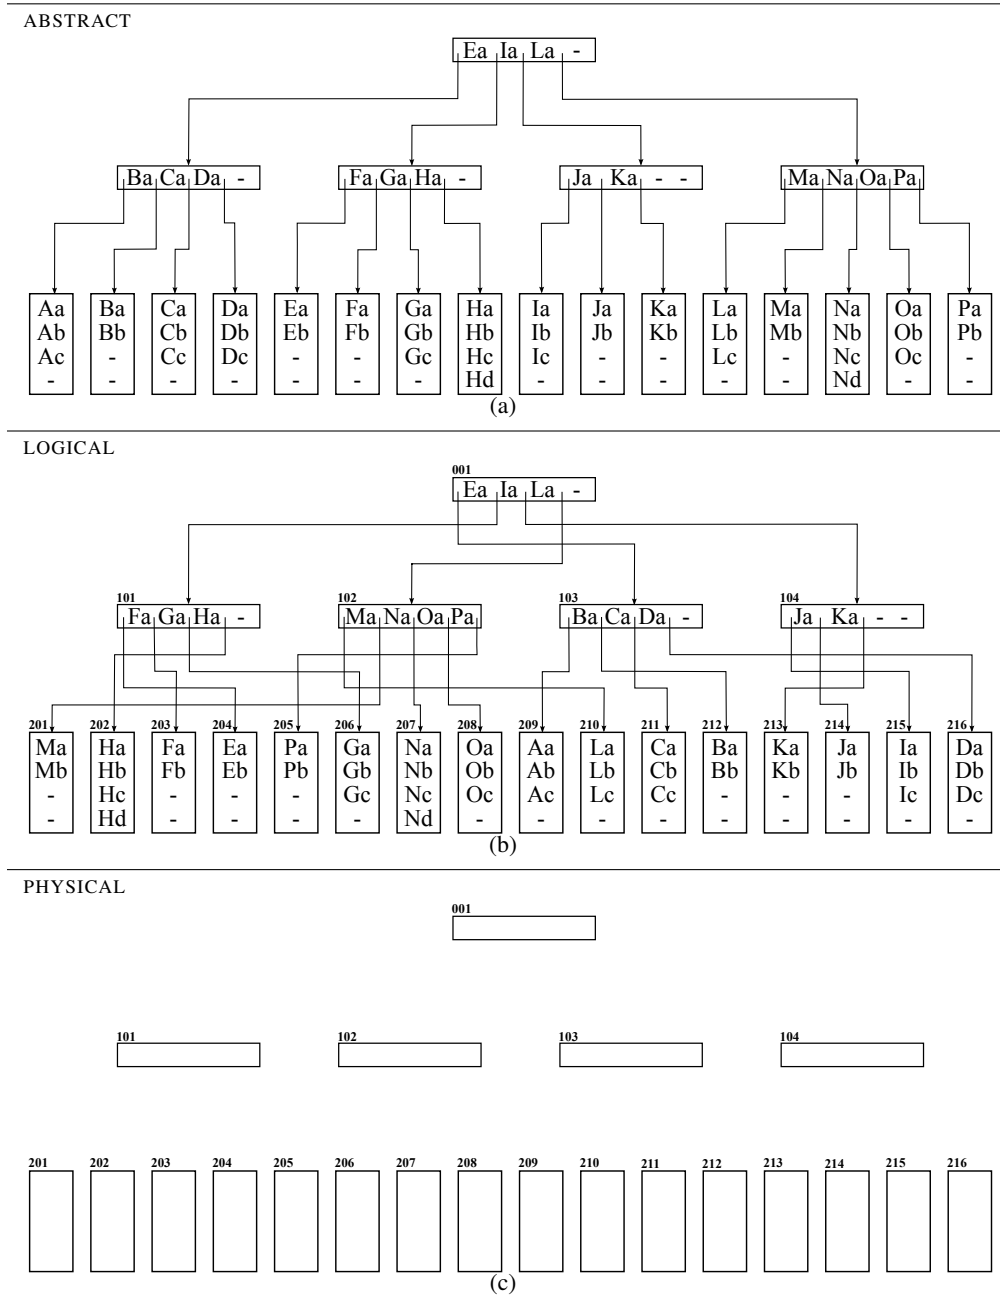 ABSTRACT
Ea Ia La -
Ba Ca Da - Fa Ga Ha - Ja Ka - - Ma Na Oa Pa
Aa Ba Ca Da Ea Fa Ga Ha Ia Ja Ka La Ma Na Oa Pa
Ab Bb Cb Db Eb Fb Gb Hb Ib Jb Kb Lb Mb Nb Ob Pb
Ac - Cc Dc - - Gc Hc Ic - - Lc - Nc Oc -
- - - - - - - Hd - - - - - Nd - -
(a)
LOGICAL
001
Ea Ia La -
101 102 103 104
Fa Ga Ha - Ma Na Oa Pa Ba Ca Da - Ja Ka - -
201 202 203 204 205 206 207 208 209 210 211 212 213 214 215 216
Ma Ha Fa Ea Pa Ga Na Oa Aa La Ca Ba Ka Ja Ia Da
Mb Hb Fb Eb Pb Gb Nb Ob Ab Lb Cb Bb Kb Jb Ib Db
- Hc - - - Gc Nc Oc Ac Lc Cc - - - Ic Dc
- Hd - - - - Nd - - - - - - - - -
(b)
PHYSICAL
001
101 102 103 104
201 202 203 204 205 206 207 208 209 210 211 212 213 214 215 216
(c)